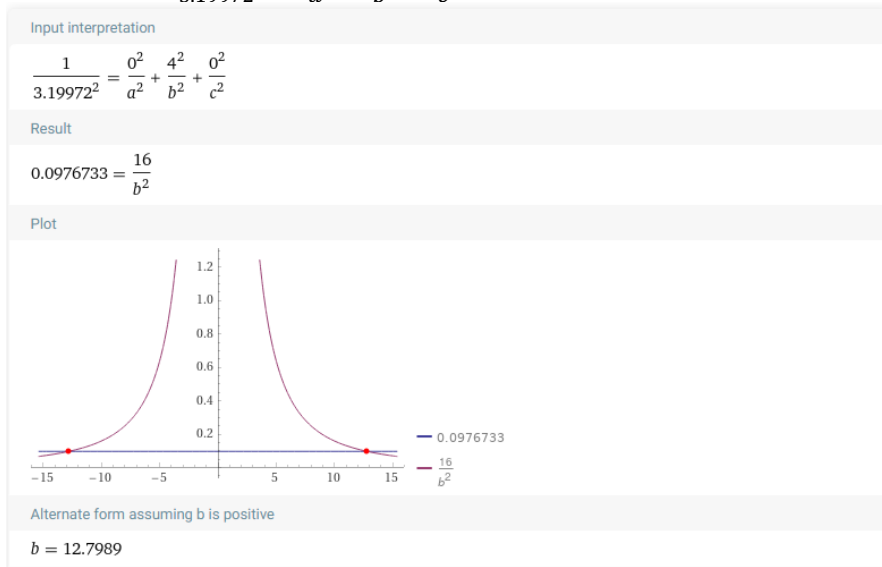 Input interpretation
1/3.19972² = 0²/a² + 4²/b² + 0²/c²
Result
0.0976733 = 16/b²
Plot
1.2
1.0
0.8
0.6
0.4
0.2
−15 −10 −5 5 10 15
0.0976733
16/b²
Alternate form assuming b is positive
b = 12.7989